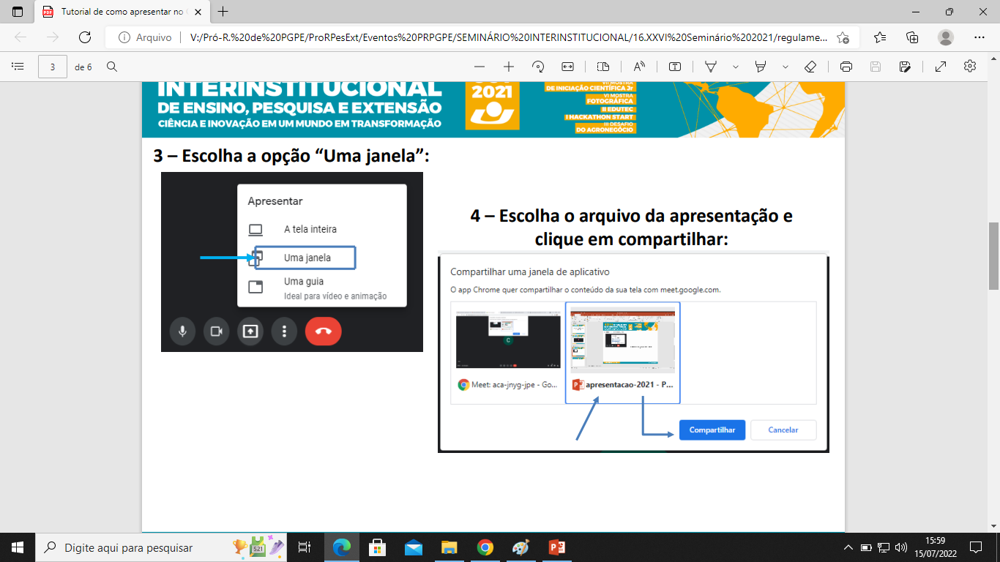 Tutorial de como apresentar no
Arquivo
V:/Pró-R.%20de%20PGPE/ProRPesExt/Eventos%20PRPGPE/SEMINÁRIO%20INTERINSTITUCIONAL/16.XXVI%20Seminário%202021/regulame...
3 de 6
INTERINSTITUCIONAL
DE ENSINO, PESQUISA E EXTENSÃO
CIÊNCIA E INOVAÇÃO EM UM MUNDO EM TRANSFORMAÇÃO
2021
VII MOSTRA
DE INICIAÇÃO CIENTÍFICA Jr
VI MOSTRA
FOTOGRÁFICA
II EDUTEC
I HACKATHON START
III DESAFIO
DO AGRONEGÓCIO
3 – Escolha a opção “Uma janela”:
Apresentar
A tela inteira
Uma janela
Uma guia
Ideal para vídeo e animação
4 – Escolha o arquivo da apresentação e
clique em compartilhar:
Compartilhar uma janela de aplicativo
O app Chrome quer compartilhar o conteúdo da sua tela com meet.google.com.
C
Meet: aca-jnyg-jpe - Go...
apresentacao-2021 - P...
Compartilhar
Cancelar
Digite aqui para pesquisar
521
15:59
15/07/2022